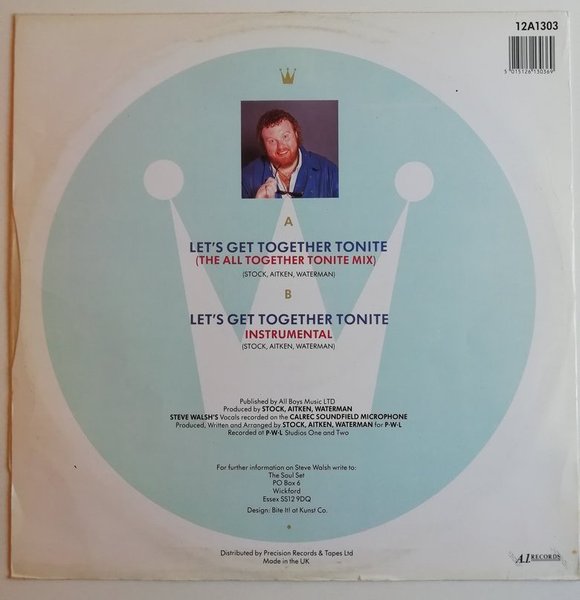 12A1303
5 015126 130369
A
LET'S GET TOGETHER TONITE
(THE ALL TOGETHER TONITE MIX)
(STOCK, AITKEN, WATERMAN)
B
LET'S GET TOGETHER TONITE
INSTRUMENTAL
(STOCK, AITKEN, WATERMAN)
Published by All Boys Music LTD
Produced by STOCK, AITKEN, WATERMAN
STEVE WALSH'S Vocals recorded on the CALREC SOUNDFIELD MICROPHONE
Produced, Written and Arranged by STOCK, AITKEN, WATERMAN for P·W·L
Recorded at P·W·L Studios One and Two
For further information on Steve Walsh write to:
The Soul Set
PO Box 6
Wickford
Essex SS12 9DQ
Design: Bite It! at Kunst Co.
Distributed by Precision Records & Tapes Ltd
Made in the UK
A.1. RECORDS